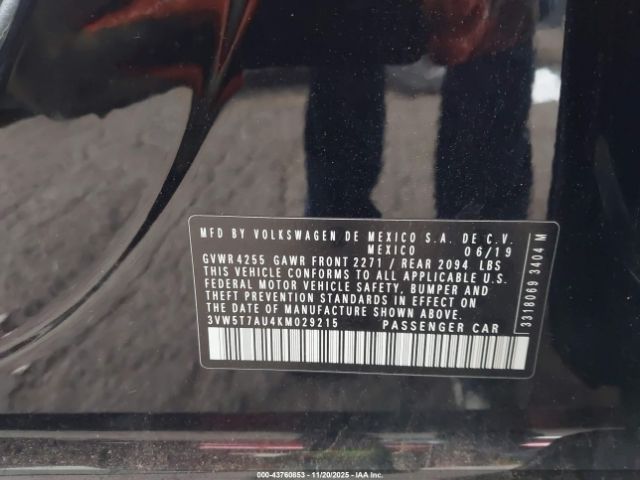 MFD BY VOLKSWAGEN DE MEXICO S.A. DE C.V.
MEXICO 06/19
GVWR4255 GAWR FRONT 2271 / REAR 2094 LBS
THIS VEHICLE CONFORMS TO ALL APPLICABLE U.S.
FEDERAL MOTOR VEHICLE SAFETY, BUMPER AND
THEFT PREVENTION STANDARDS IN EFFECT ON THE
DATE OF MANUFACTURE SHOWN ABOVE.
3VW5T7AU4KM029215 PASSENGER CAR
3318069 3404 M
000-43760853 — 11/20/2025 — IAA Inc.